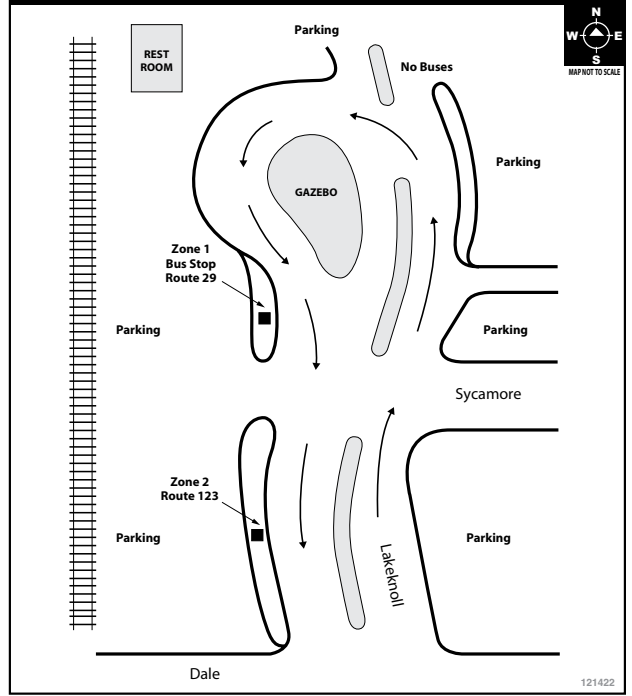 N
W E
S
MAP NOT TO SCALE
Parking
REST
ROOM
No Buses
Parking
GAZEBO
Zone 1
Bus Stop
Route 29
Parking
Parking
Sycamore
Zone 2
Route 123
Parking
Parking
Lakeknoll
Dale
121422